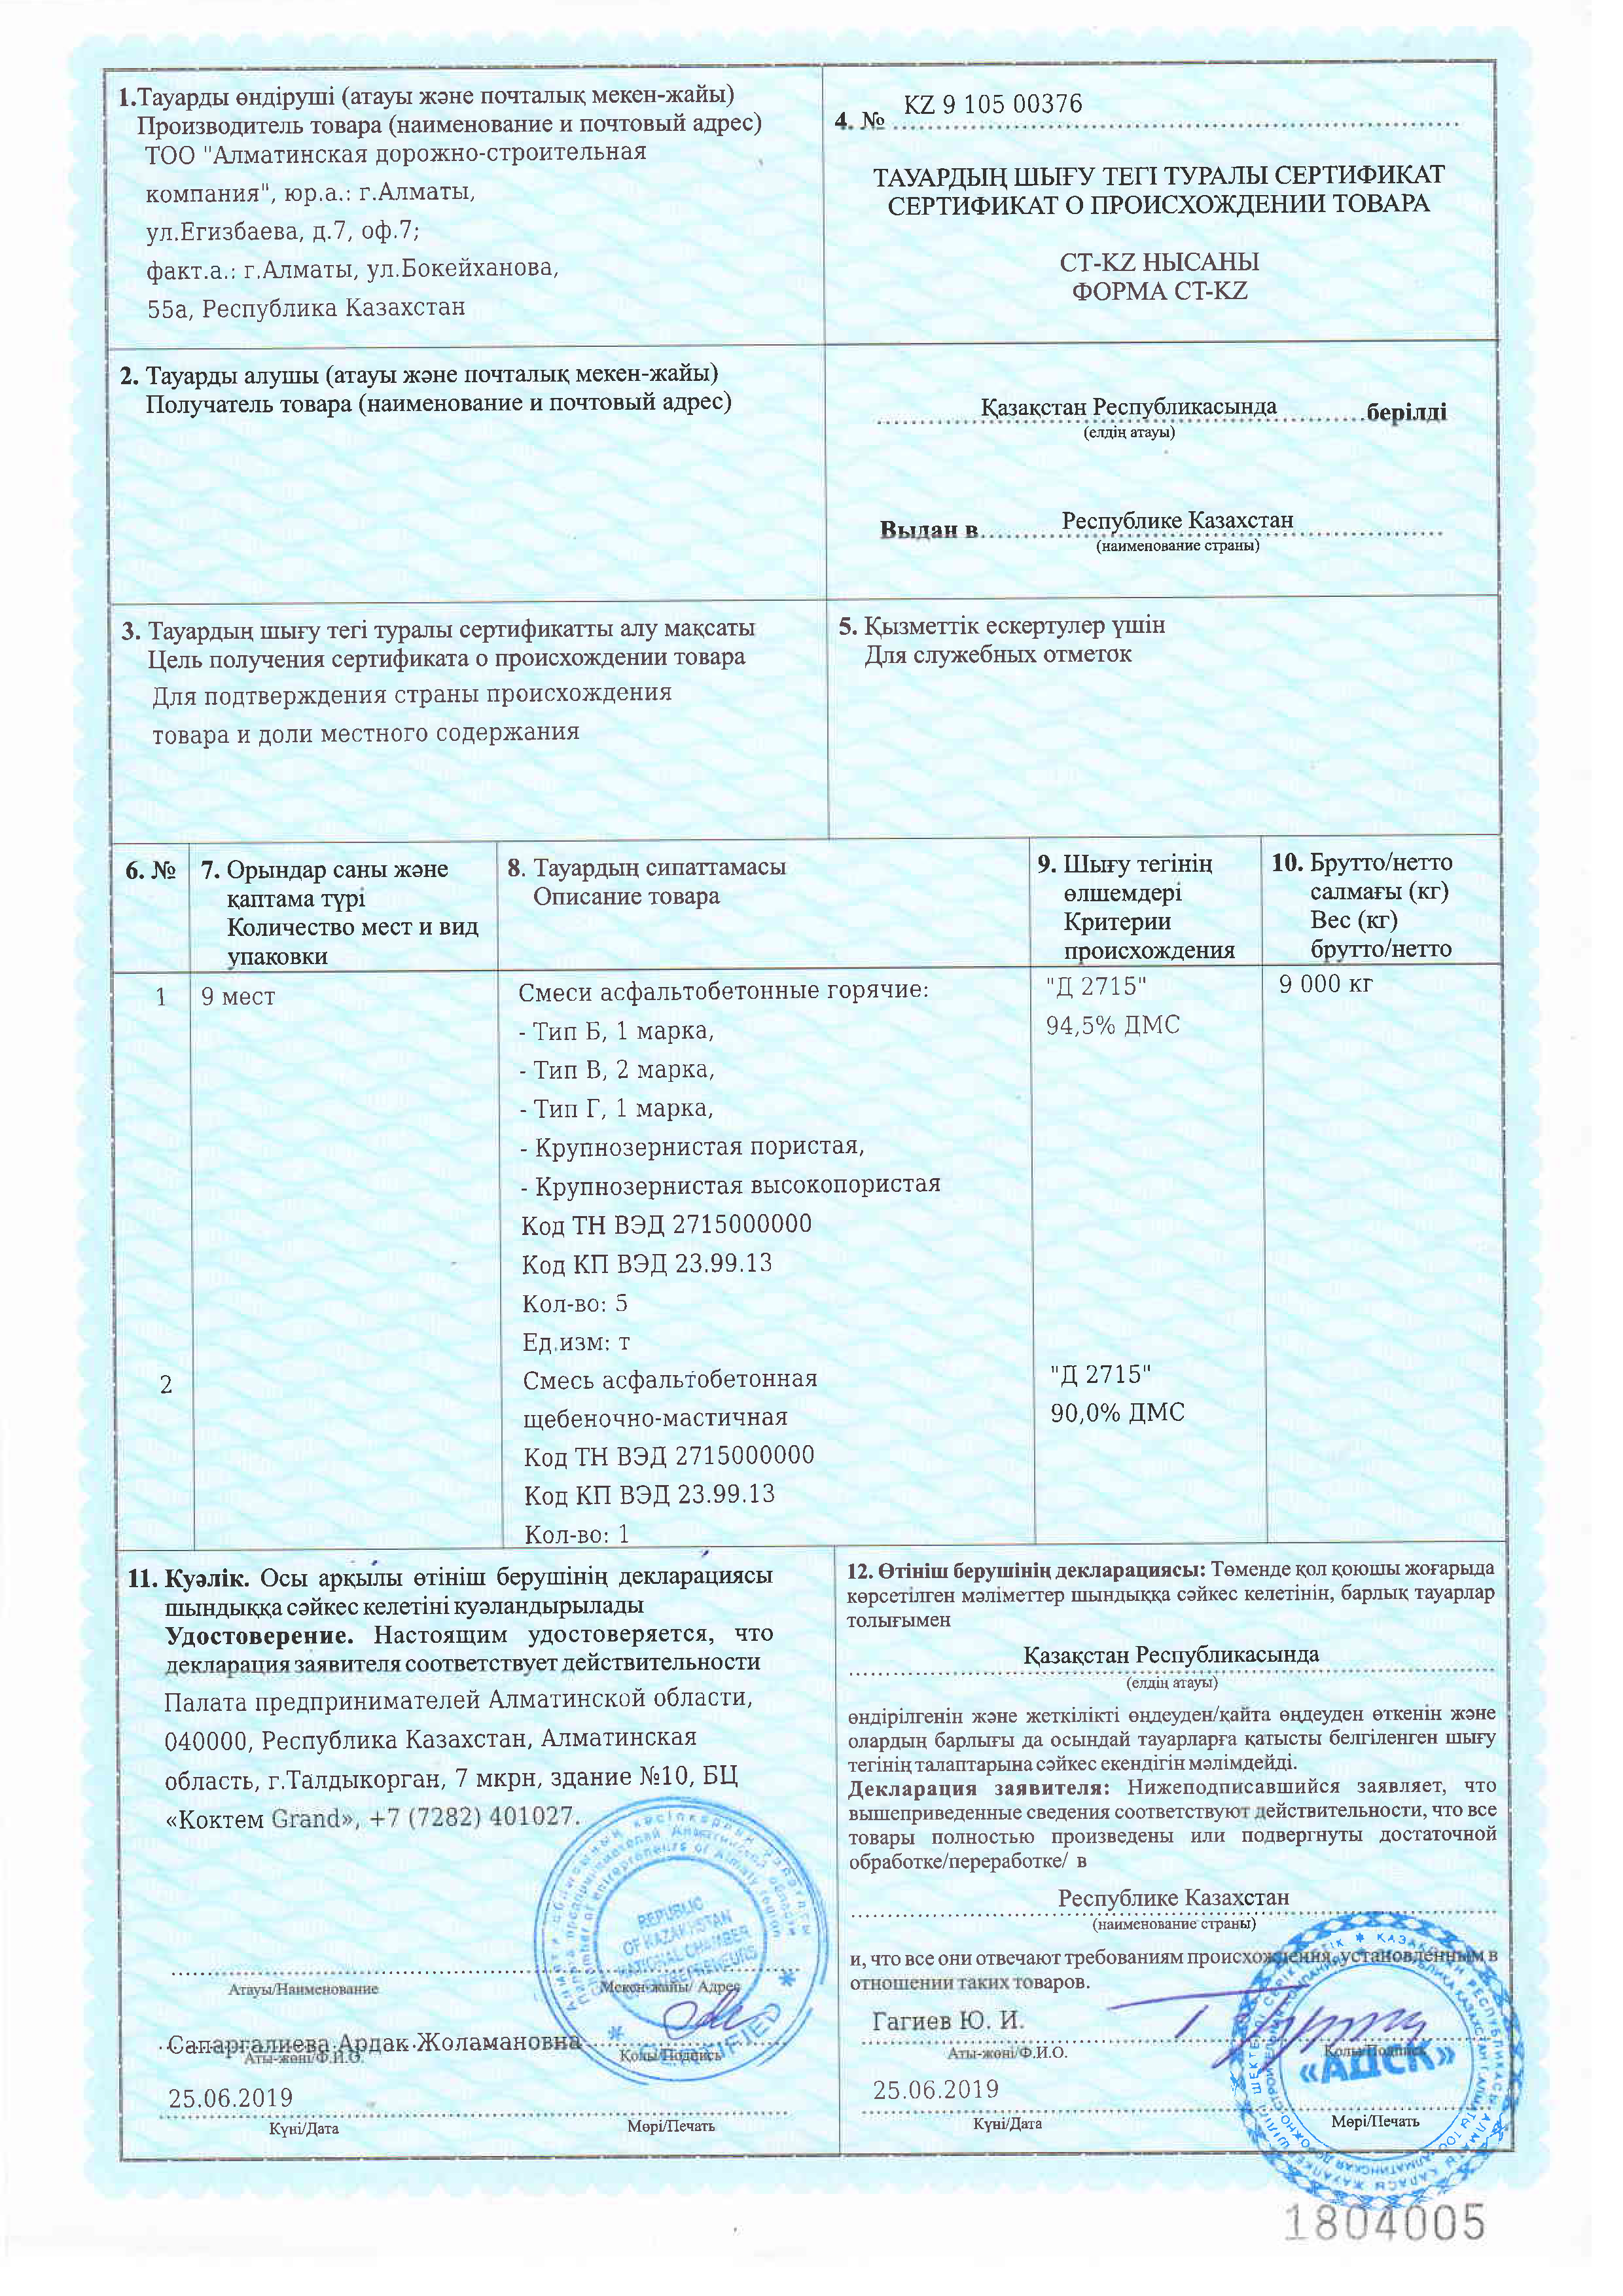 1.Тауарды өндіруші (атауы және почталық мекен-жайы)
Производитель товара (наименование и почтовый адрес)
ТОО "Алматинская дорожно-строительная
компания", юр.а.: г.Алматы,
ул.Егизбаева, д.7, оф.7;
факт.а.: г.Алматы, ул.Бокейханова,
55а, Республика Казахстан
4. № KZ 9 105 00376
ТАУАРДЫҢ ШЫҒУ ТЕГІ ТУРАЛЫ СЕРТИФИКАТ
СЕРТИФИКАТ О ПРОИСХОЖДЕНИИ ТОВАРА
CT-KZ НЫСАНЫ
ФОРМА CT-KZ
2. Тауарды алушы (атауы және почталық мекен-жайы)
Получатель товара (наименование и почтовый адрес)
Қазақстан Республикасында берілді
(елдің атауы)
Выдан в Республике Казахстан
(наименование страны)
3. Тауардың шығу тегі туралы сертификатты алу мақсаты
Цель получения сертификата о происхождении товара
Для подтверждения страны происхождения
товара и доли местного содержания
5. Қызметтік ескертулер үшін
Для служебных отметок
6. №
7. Орындар саны және
қаптама түрі
Количество мест и вид
упаковки
8. Тауардың сипаттамасы
Описание товара
9. Шығу тегінің
өлшемдері
Критерии
происхождения
10. Брутто/нетто
салмағы (кг)
Вес (кг)
брутто/нетто
1 9 мест Смеси асфальтобетонные горячие: "Д 2715" 9 000 кг
- Тип Б, 1 марка, 94,5% ДМС
- Тип В, 2 марка,
- Тип Г, 1 марка,
- Крупнозернистая пористая,
- Крупнозернистая высокопористая
Код ТН ВЭД 2715000000
Код КП ВЭД 23.99.13
Кол-во: 5
Ед.изм: т
2 Смесь асфальтобетонная "Д 2715"
щебеночно-мастичная 90,0% ДМС
Код ТН ВЭД 2715000000
Код КП ВЭД 23.99.13
Кол-во: 1
11. Куәлік. Осы арқылы өтініш берушінің декларациясы
шындыққа сәйкес келетіні куәландырылады
Удостоверение. Настоящим удостоверяется, что
декларация заявителя соответствует действительности
Палата предпринимателей Алматинской области,
040000, Республика Казахстан, Алматинская
область, г.Талдыкорган, 7 мкрн, здание №10, БЦ
«Коктем Grand», +7 (7282) 401027.
REPUBLIC
OF KAZAKHSTAN
NATIONAL CHAMBER
OF ENTREPRENEURS
CERTIFIED
Атауы/Наименование Мекен-жайы/ Адрес
Сапаргалиева Ардак Жоламановна
Аты-жөні/Ф.И.О. Қолы/Подпись
25.06.2019
Күні/Дата Мөрі/Печать
12. Өтініш берушінің декларациясы: Төменде қол қоюшы жоғарыда
көрсетілген мәліметтер шындыққа сәйкес келетінін, барлық тауарлар
толығымен
Қазақстан Республикасында
(елдің атауы)
өндірілгенін және жеткілікті өңдеуден/қайта өңдеуден өткенін және
олардың барлығы да осындай тауарларға қатысты белгіленген шығу
тегінің талаптарына сәйкес екендігін мәлімдейді.
Декларация заявителя: Нижеподписавшийся заявляет, что
вышеприведенные сведения соответствуют действительности, что все
товары полностью произведены или подвергнуты достаточной
обработке/переработке/ в
Республике Казахстан
(наименование страны)
и, что все они отвечают требованиям происхождения, установленным в
отношении таких товаров.
Гагиев Ю. И.
Аты-жөні/Ф.И.О. Қолы/Подпись
«АДСК»
25.06.2019
Күні/Дата Мөрі/Печать
1804005